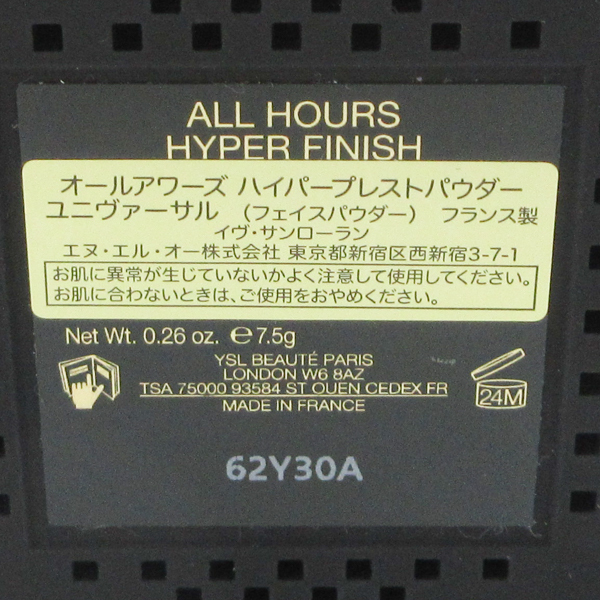 ALL HOURS
HYPER FINISH
オールアワーズ ハイパープレストパウダー
ユニヴァーサル （フェイスパウダー） フランス製
イヴ・サンローラン
エヌ・エル・オー株式会社 東京都新宿区西新宿3-7-1
お肌に異常が生じていないかよく注意して使用してください。
お肌に合わないときは、ご使用をおやめください。
Net Wt. 0.26 oz. ℮7.5g
YSL BEAUTÉ PARIS
LONDON W6 8AZ
TSA 75000 93584 ST OUEN CEDEX FR
MADE IN FRANCE
24M
62Y30A